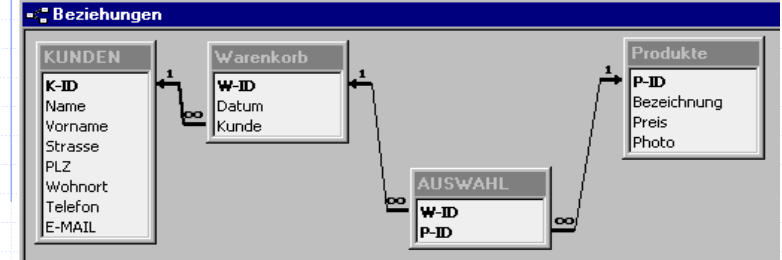 Beziehungen
KUNDEN
K-ID
Name
Vorname
Strasse
PLZ
Wohnort
Telefon
E-MAIL
1
∞
Warenkorb
W-ID
Datum
Kunde
1
∞
AUSWAHL
W-ID
P-ID
∞
1
Produkte
P-ID
Bezeichnung
Preis
Photo